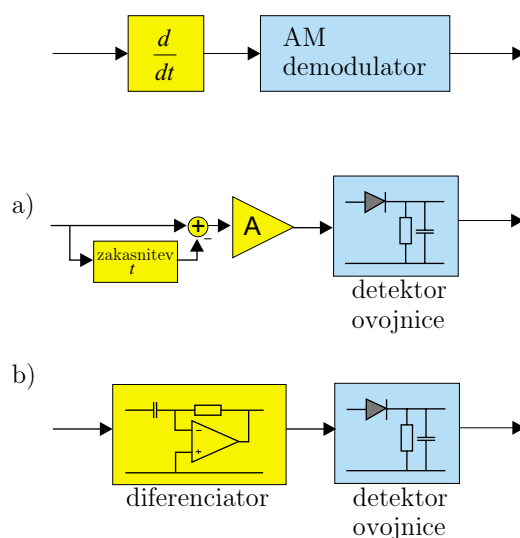 d
dt
AM
demodulator
a)
+
−
A
zakasnitev
t
detektor
ovojnice
b)
−
+
diferenciator
detektor
ovojnice